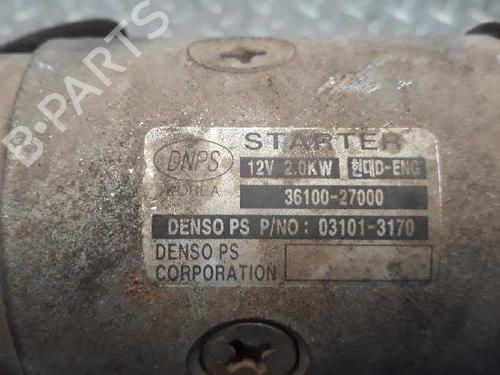 B-PARTS
STARTER
DNPS
12V 2.0KW 현대D-ENG
KOREA
36100-27000
DENSO PS P/NO : 03101-3170
DENSO PS
CORPORATION